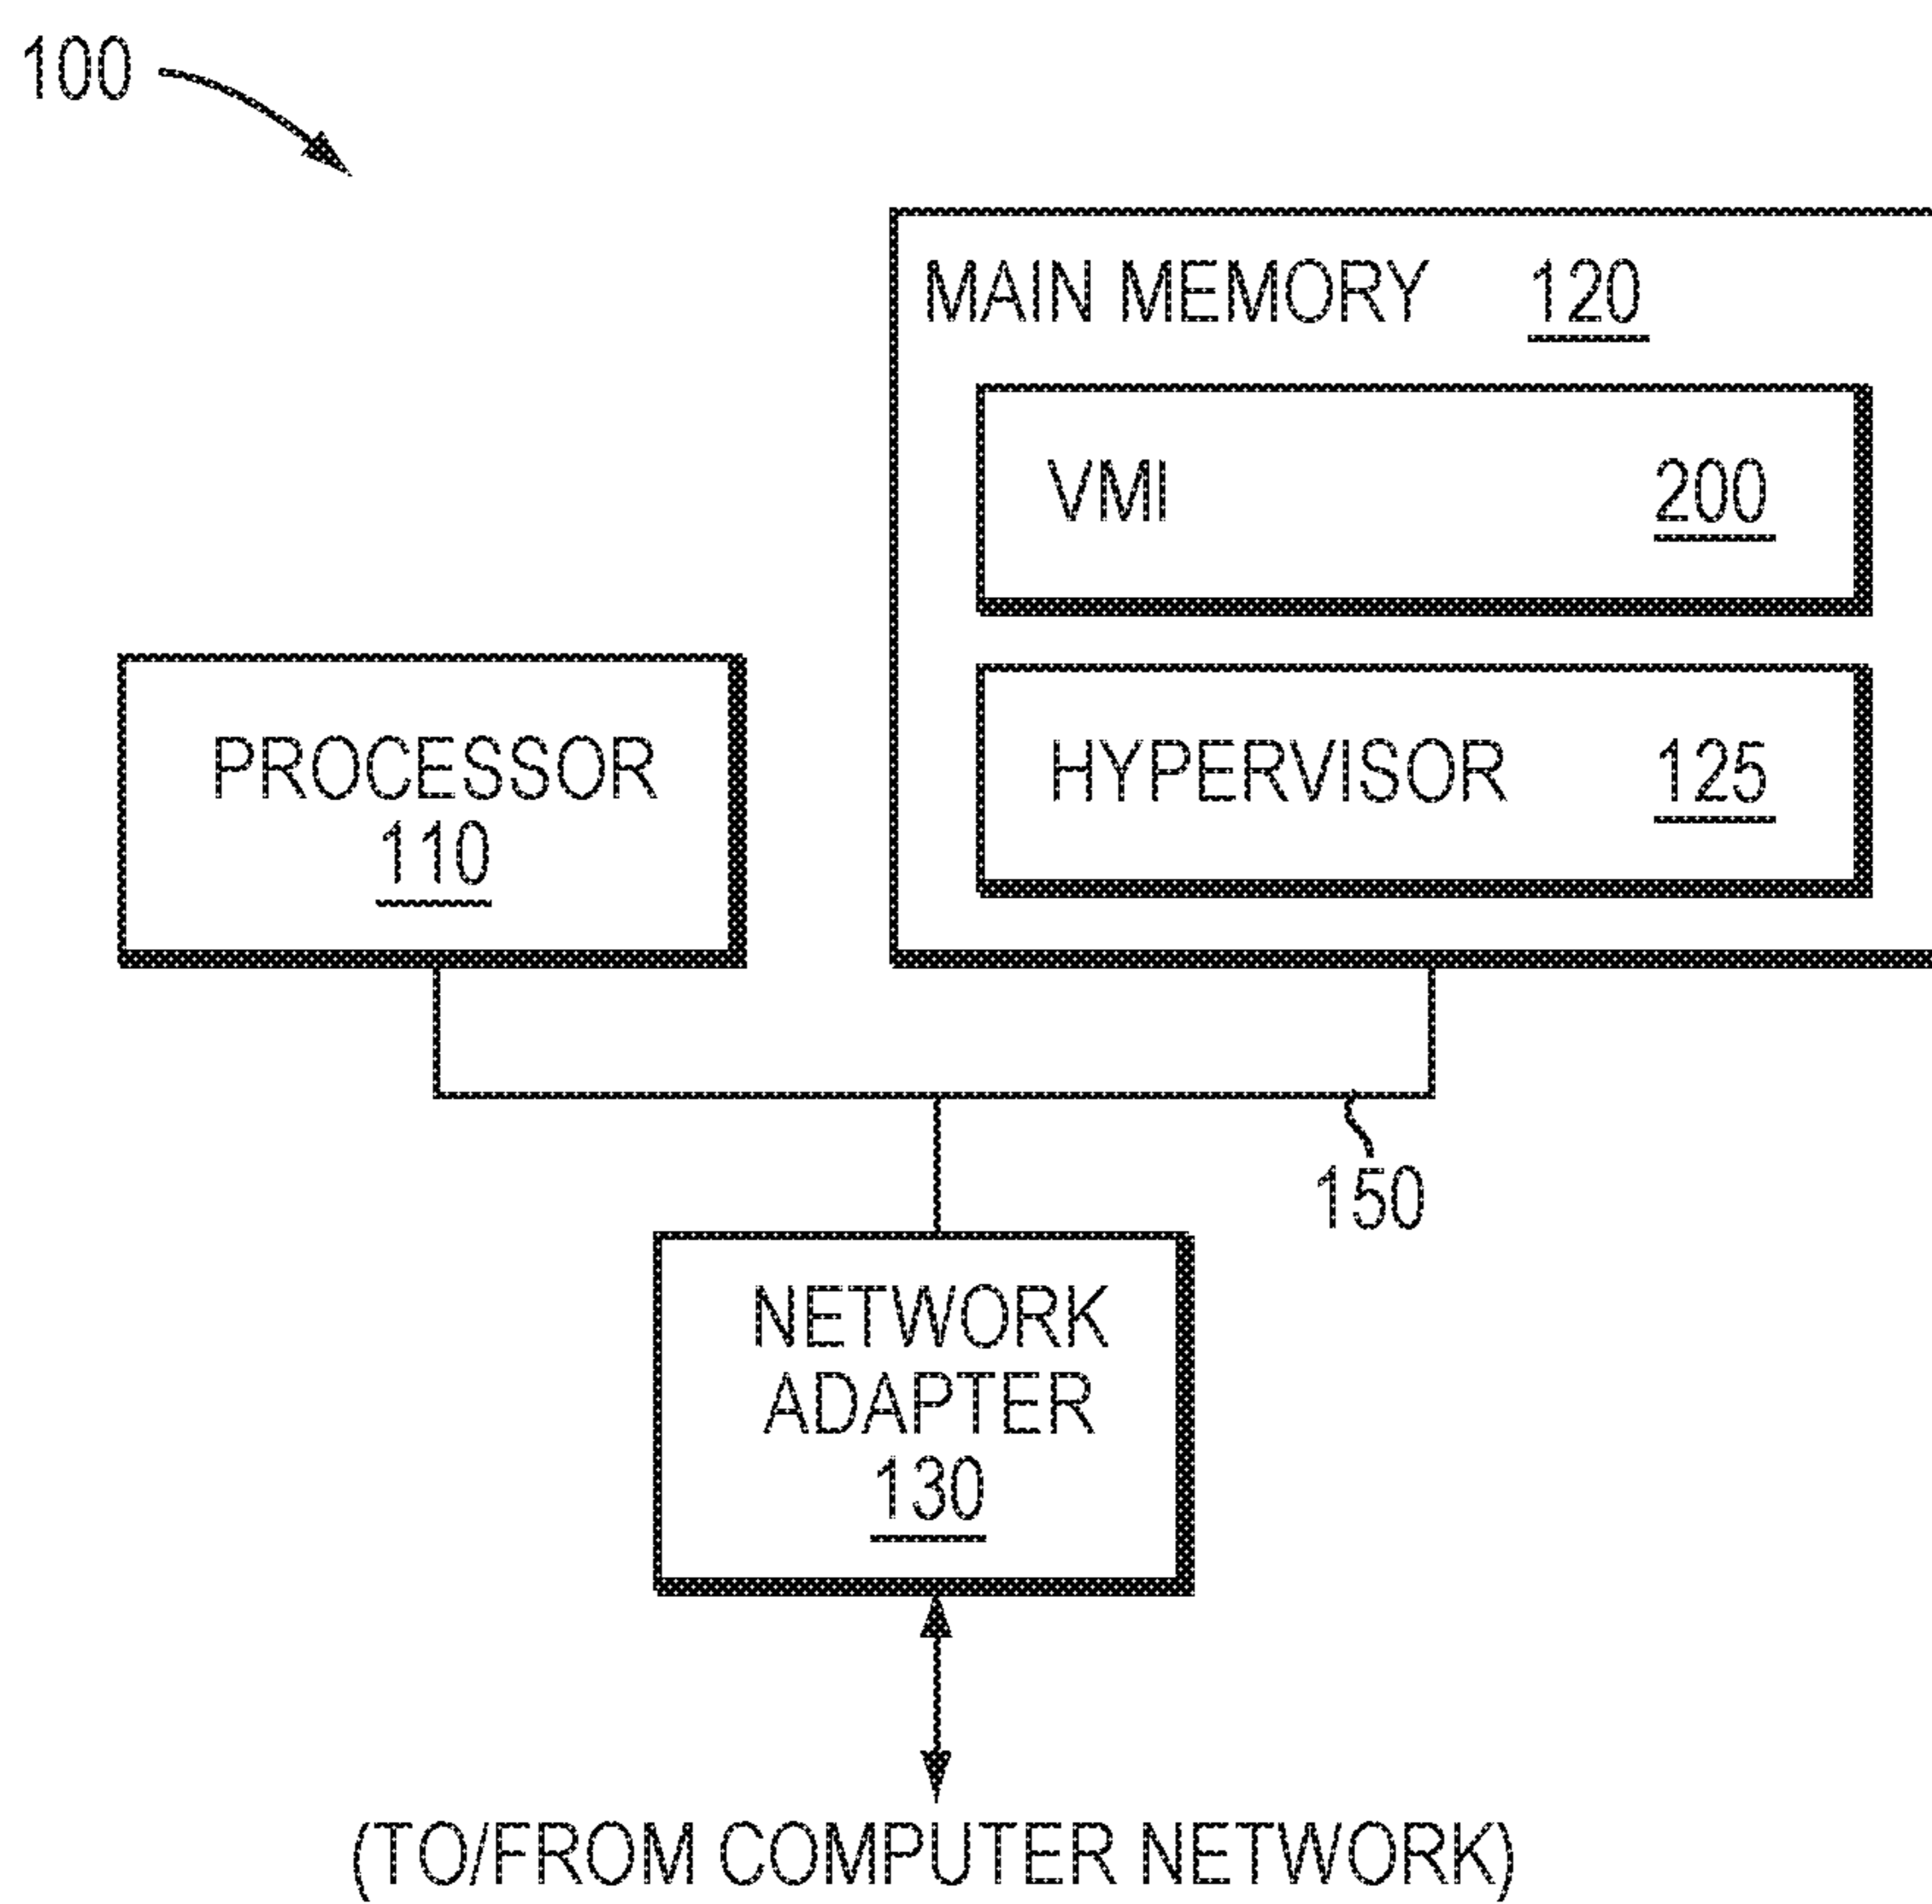 100
MAIN MEMORY 120
VMI 200
HYPERVISOR 125
PROCESSOR
110
150
NETWORK
ADAPTER
130
(TO/FROM COMPUTER NETWORK)